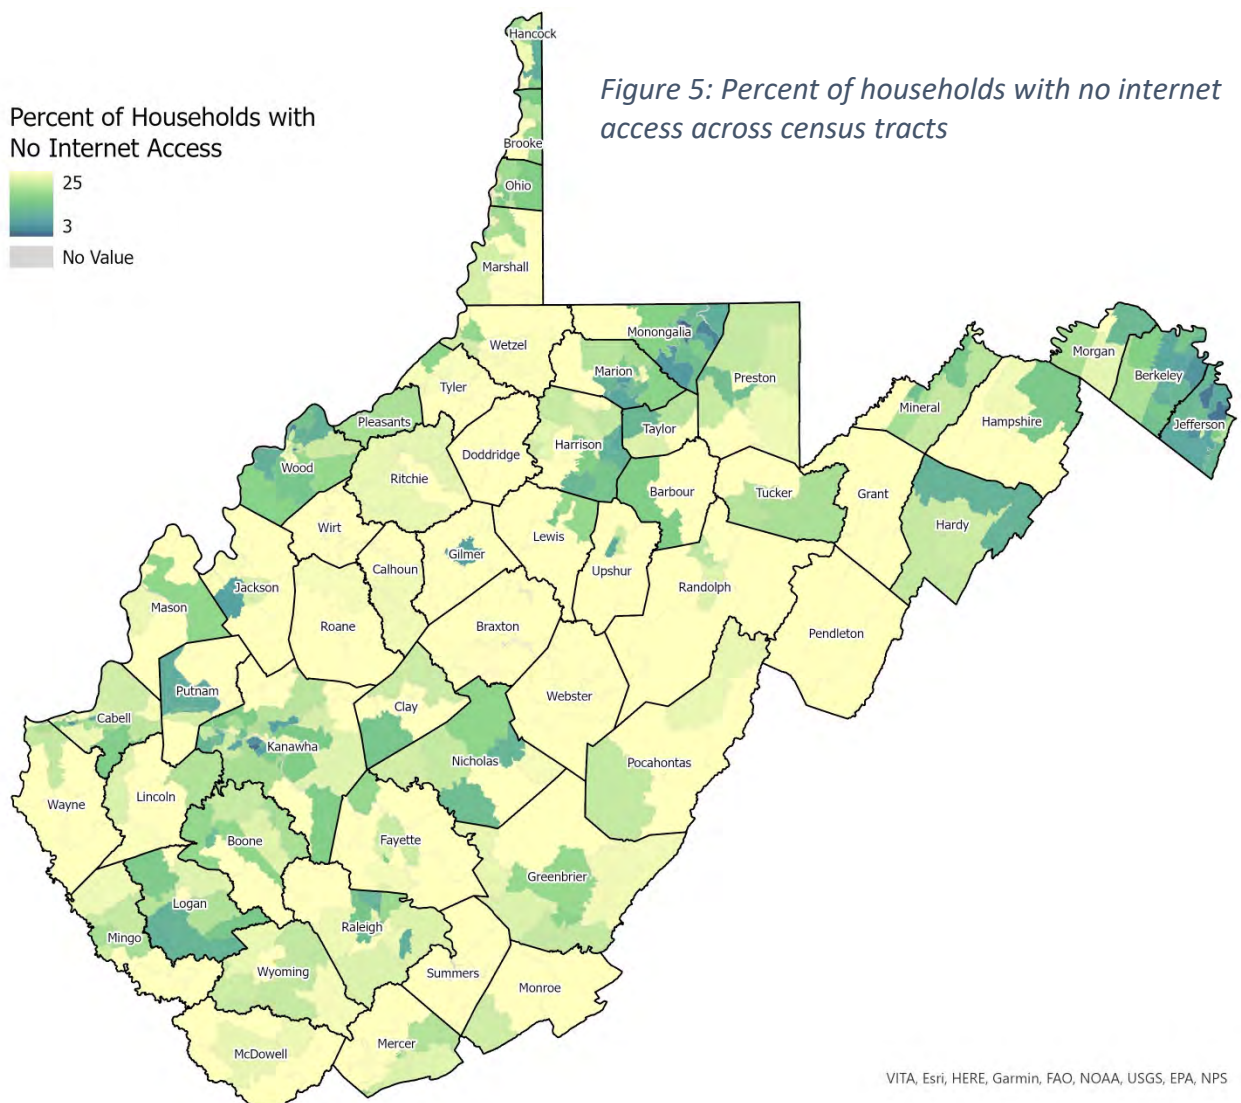 Hancock
Figure 5: Percent of households with no internet
access across census tracts
Percent of Households with
No Internet Access
25
3
No Value
Brooke
Ohio
Marshall
Wetzel
Monongalia
Marion
Preston
Tyler
Morgan
Berkeley
Jefferson
Mineral
Hampshire
Pleasants
Taylor
Harrison
Doddridge
Wood
Ritchie
Barbour
Tucker
Grant
Hardy
Wirt
Lewis
Gilmer
Calhoun
Upshur
Randolph
Jackson
Mason
Roane
Braxton
Pendleton
Putnam
Webster
Clay
Cabell
Kanawha
Nicholas
Pocahontas
Wayne
Lincoln
Boone
Fayette
Greenbrier
Logan
Raleigh
Mingo
Wyoming
Summers
Monroe
Mercer
McDowell
VITA, Esri, HERE, Garmin, FAO, NOAA, USGS, EPA, NPS